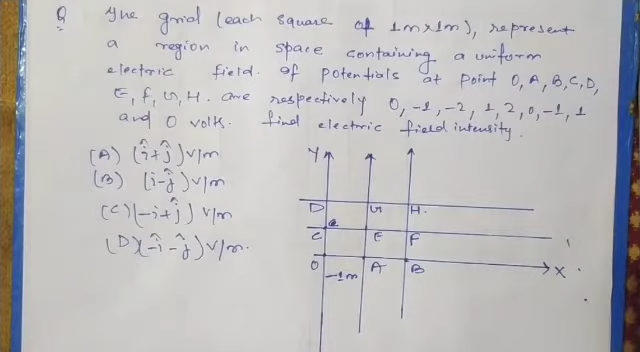 Q The grid (each square of 1m×1m), represent
a region in space containing a uniform
electric field. If potentials at point O, A, B, C, D,
E, F, G, H. are respectively 0, -1, -2, 1, 2, 0, -1, 1
and 0 volts. find electric field intensity.
(A) (î+ĵ) V/m
(B) (i-ĵ) V/m
(C) (-i+ĵ) V/m
(D) (-î-ĵ) V/m.
Y
D G H.
C E F
O A B X
-1m